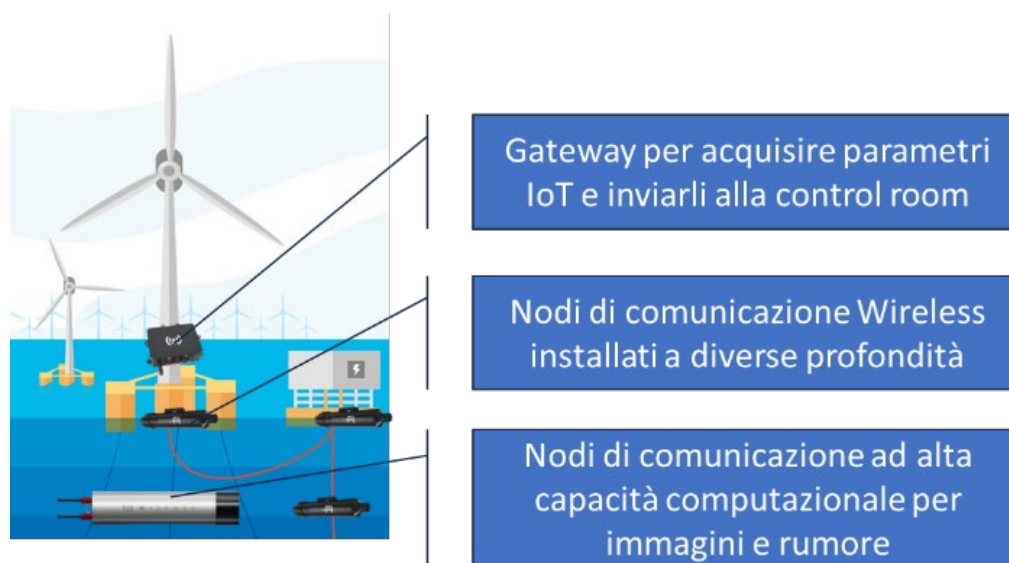 Gateway per acquisire parametri
IoT e inviarli alla control room
Nodi di comunicazione Wireless
installati a diverse profondità
Nodi di comunicazione ad alta
capacità computazionale per
immagini e rumore